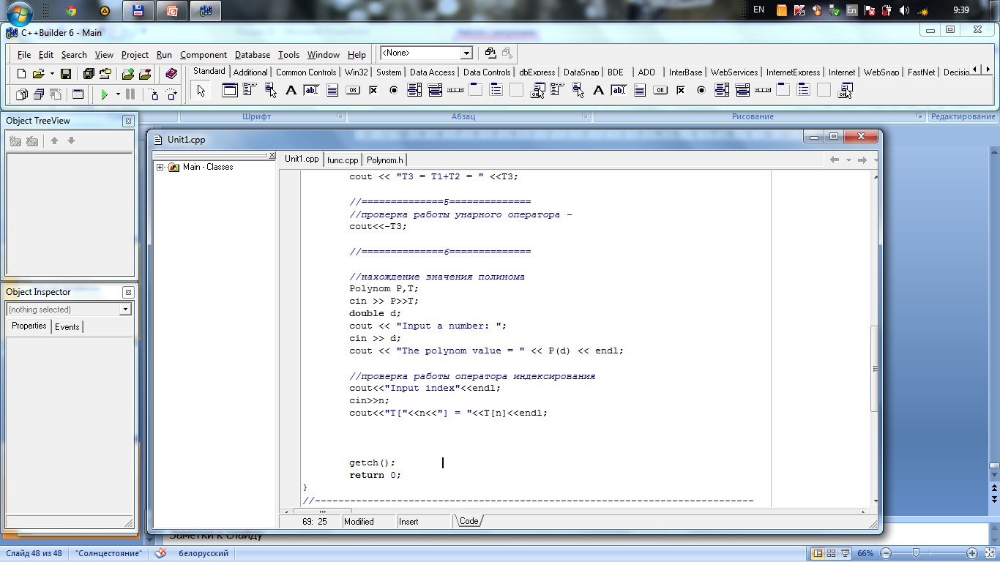 EN
En
9:39
C++Builder 6 - Main
File Edit Search View Project Run Component Database Tools Window Help
<None>
Standard Additional Common Controls Win32 System Data Access Data Controls dbExpress DataSnap BDE ADO InterBase WebServices InternetExpress Internet WebSnap FastNet Decisio
Шрифт Абзац Рисование Редактирование
Object TreeView
Unit1.cpp
Main - Classes
Unit1.cpp func.cpp Polynom.h
cout << "T3 = T1+T2 = " <<T3;
//==============5==============
//проверка работы унарного оператора -
cout<<-T3;
//==============6==============
//нахождение значения полинома
Polynom P,T;
cin >> P>>T;
double d;
cout << "Input a number: ";
cin >> d;
cout << "The polynom value = " << P(d) << endl;
//проверка работы оператора индексирования
cout<<"Input index"<<endl;
cin>>n;
cout<<"T["<<n<<"] = "<<T[n]<<endl;
getch();
return 0;
}
//---------------------------------------------------------------------------
69: 25 Modified Insert Code
Object Inspector
(nothing selected)
Properties Events
Заметки к слайду
Слайд 48 из 48 "Солнцестояние" белорусский 66%